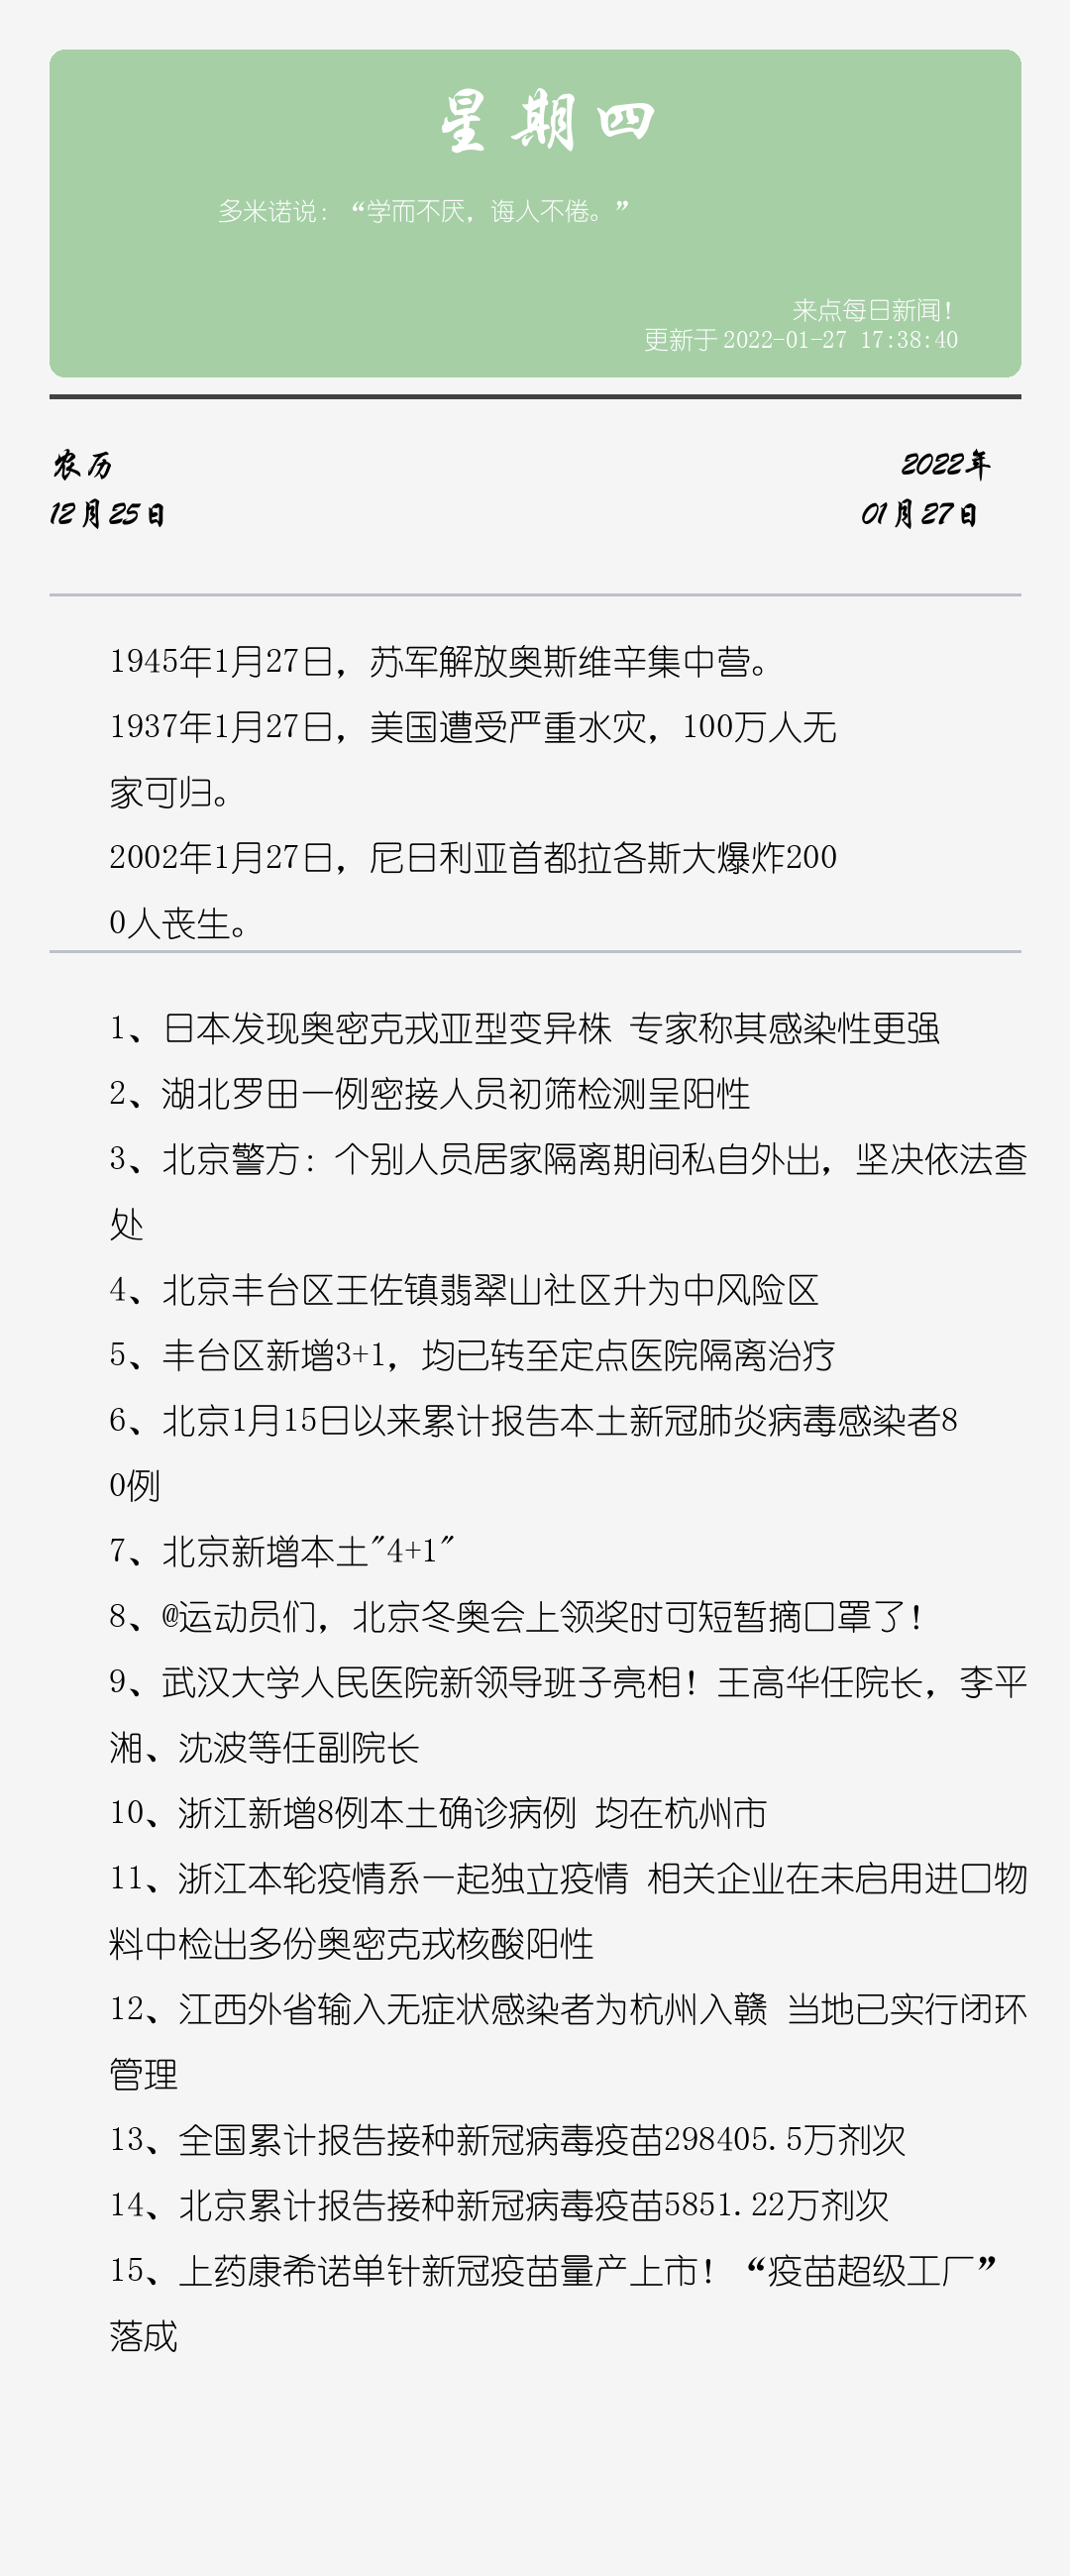 星期四
多米诺说：“学而不厌，诲人不倦。”
来点每日新闻！
更新于 2022-01-27 17:38:40
农历
2022年
12月25日
01月27日
1945年1月27日，苏军解放奥斯维辛集中营。
1937年1月27日，美国遭受严重水灾，100万人无
家可归。
2002年1月27日，尼日利亚首都拉各斯大爆炸200
0人丧生。
1、日本发现奥密克戎亚型变异株 专家称其感染性更强
2、湖北罗田一例密接人员初筛检测呈阳性
3、北京警方：个别人员居家隔离期间私自外出，坚决依法查
处
4、北京丰台区王佐镇翡翠山社区升为中风险区
5、丰台区新增3+1，均已转至定点医院隔离治疗
6、北京1月15日以来累计报告本土新冠肺炎病毒感染者8
0例
7、北京新增本土"4+1"
8、@运动员们，北京冬奥会上领奖时可短暂摘口罩了！
9、武汉大学人民医院新领导班子亮相！王高华任院长，李平
湘、沈波等任副院长
10、浙江新增8例本土确诊病例 均在杭州市
11、浙江本轮疫情系一起独立疫情 相关企业在未启用进口物
料中检出多份奥密克戎核酸阳性
12、江西外省输入无症状感染者为杭州入赣 当地已实行闭环
管理
13、全国累计报告接种新冠病毒疫苗298405.5万剂次
14、北京累计报告接种新冠病毒疫苗5851.22万剂次
15、上药康希诺单针新冠疫苗量产上市！“疫苗超级工厂”
落成